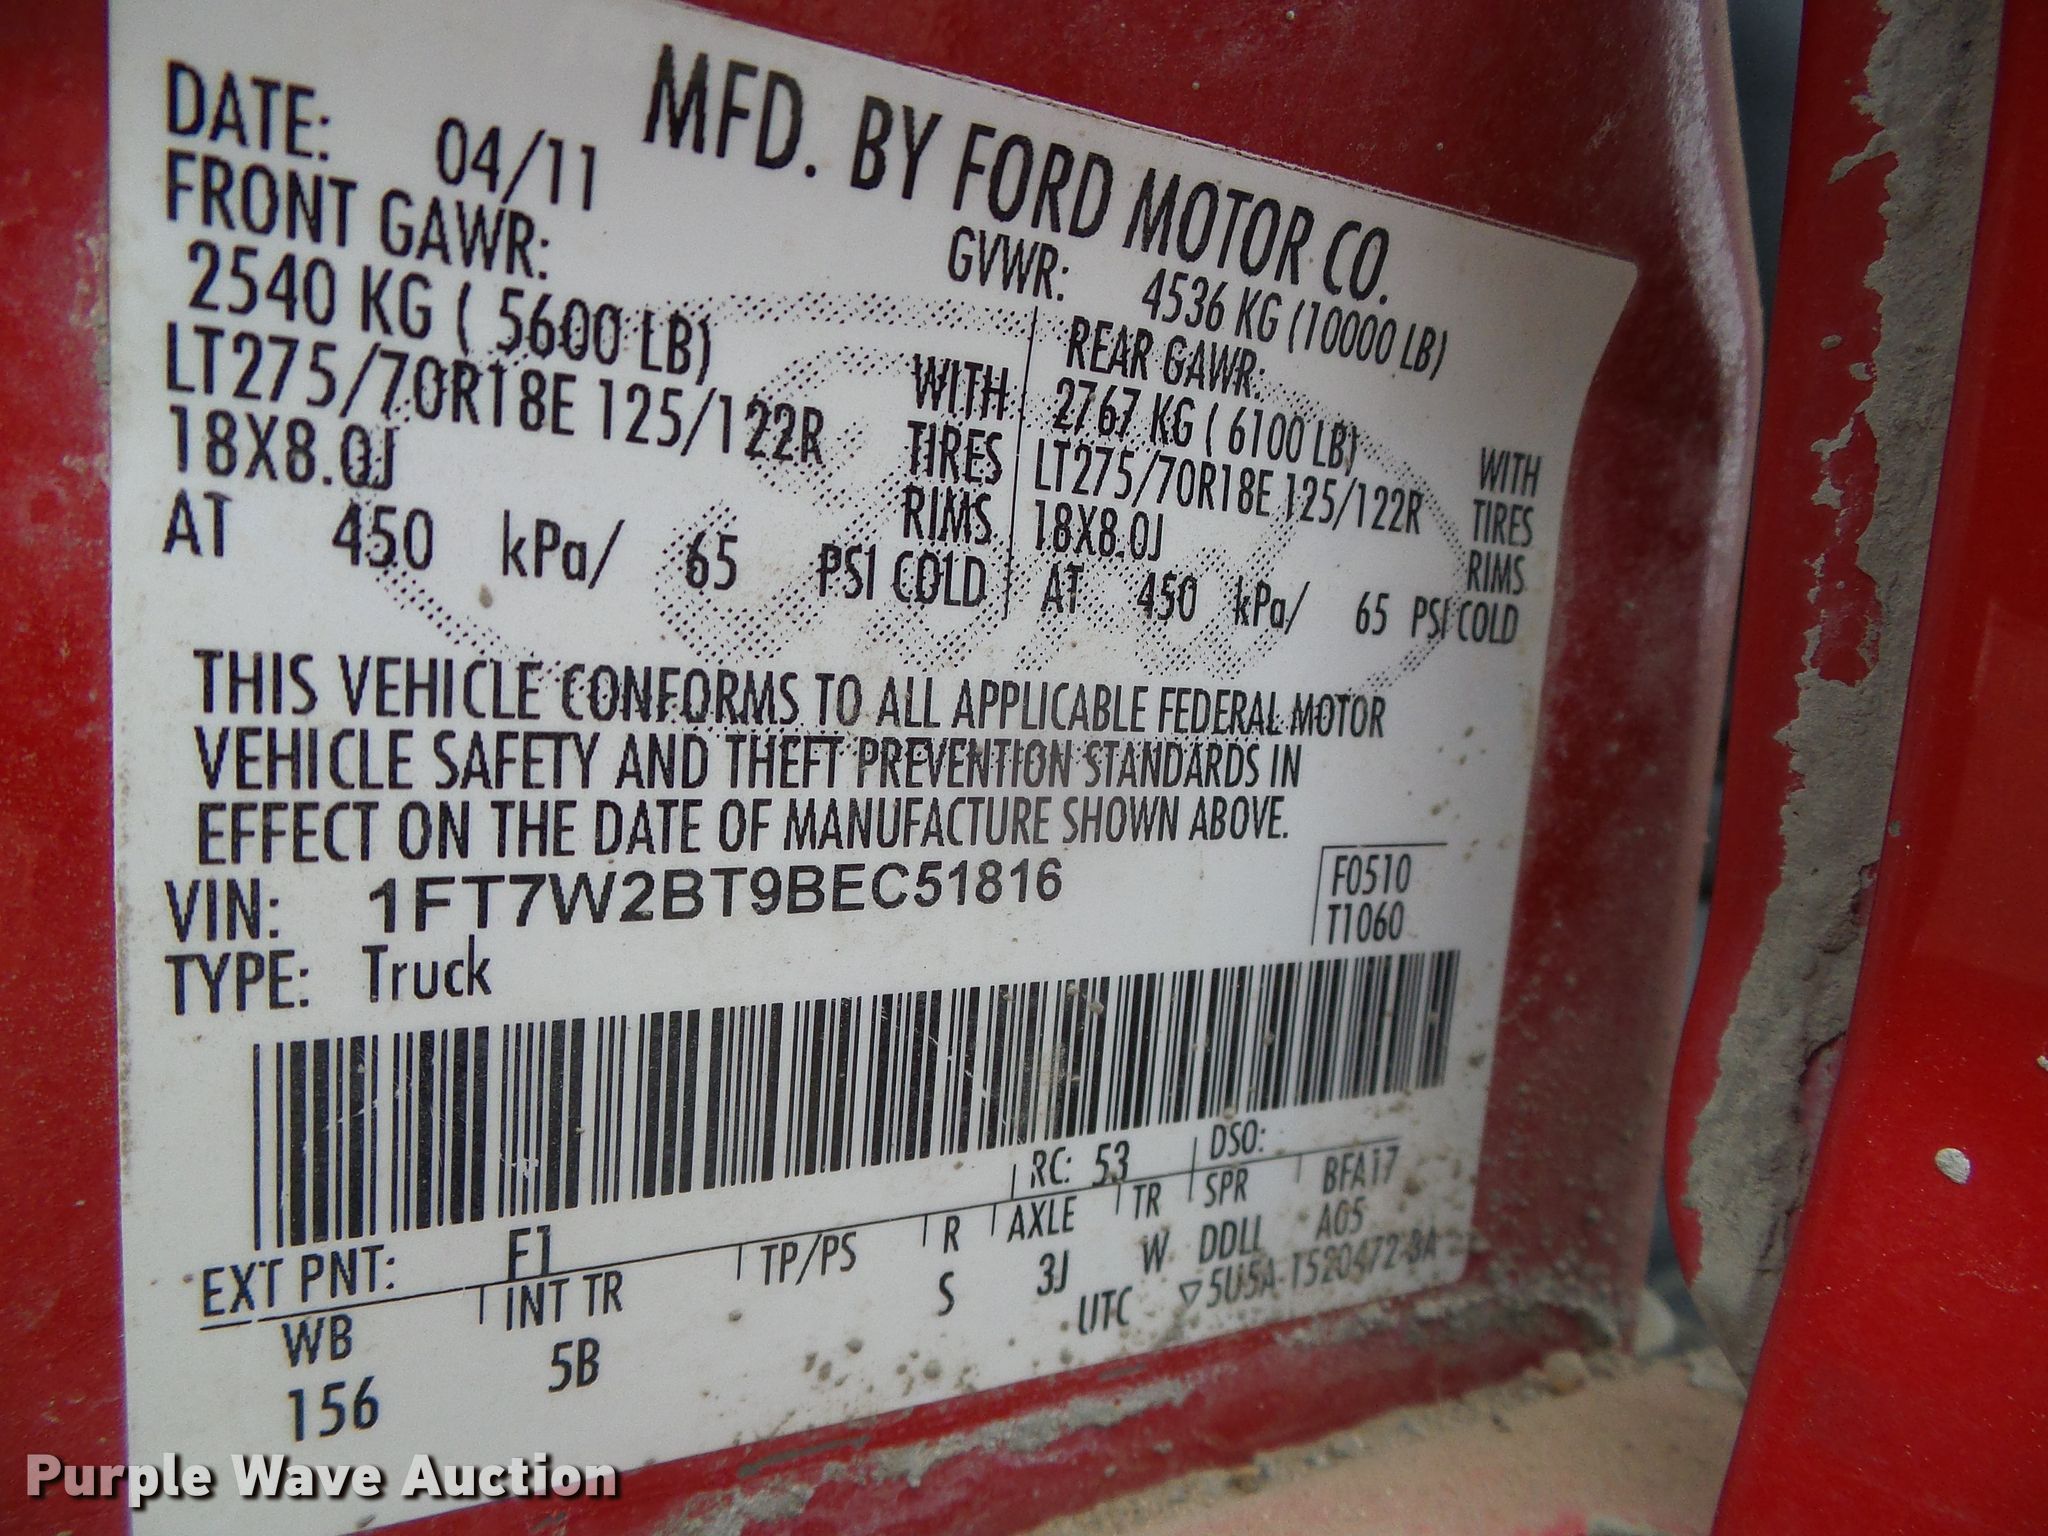 MFD. BY FORD MOTOR CO.
DATE: 04/11
GVWR: 4536 KG (10000 LB)
FRONT GAWR:
2540 KG ( 5600 LB)
LT275/70R18E 125/122R
18X8.0J
AT 450 kPa/ 65 PSI COLD
WITH
TIRES
RIMS
REAR GAWR:
2767 KG ( 6100 LB)
LT275/70R18E 125/122R
18X8.0J
AT 450 kPa/ 65 PSI COLD
WITH
TIRES
RIMS
THIS VEHICLE CONFORMS TO ALL APPLICABLE FEDERAL MOTOR
VEHICLE SAFETY AND THEFT PREVENTION STANDARDS IN
EFFECT ON THE DATE OF MANUFACTURE SHOWN ABOVE.
VIN: 1FT7W2BT9BEC51816
TYPE: Truck
F0510
T1060
EXT PNT: F1 RC: 53 DSO:
WB INT TR TP/PS R AXLE TR SPR BFA17
156 5B S 3J W DDLL A05
UTC ▽5U5A-1520472-BA
Purple Wave Auction